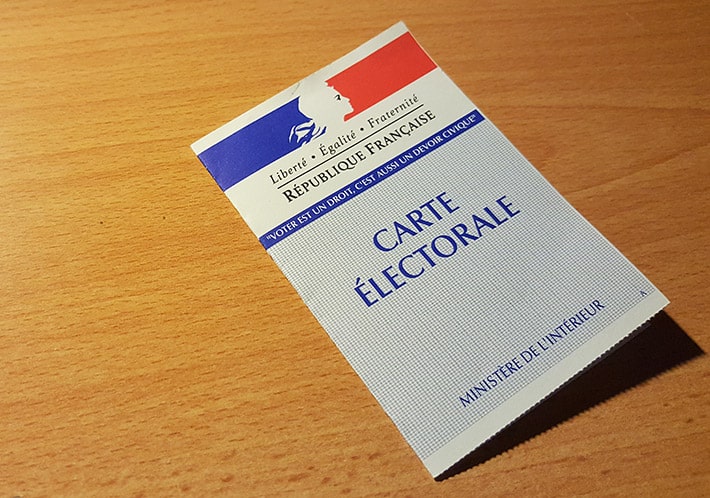 Liberté • Égalité • Fraternité
RÉPUBLIQUE FRANÇAISE
"VOTER EST UN DROIT, C'EST AUSSI UN DEVOIR CIVIQUE"
CARTE
ÉLECTORALE
MINISTÈRE DE L'INTÉRIEUR
A